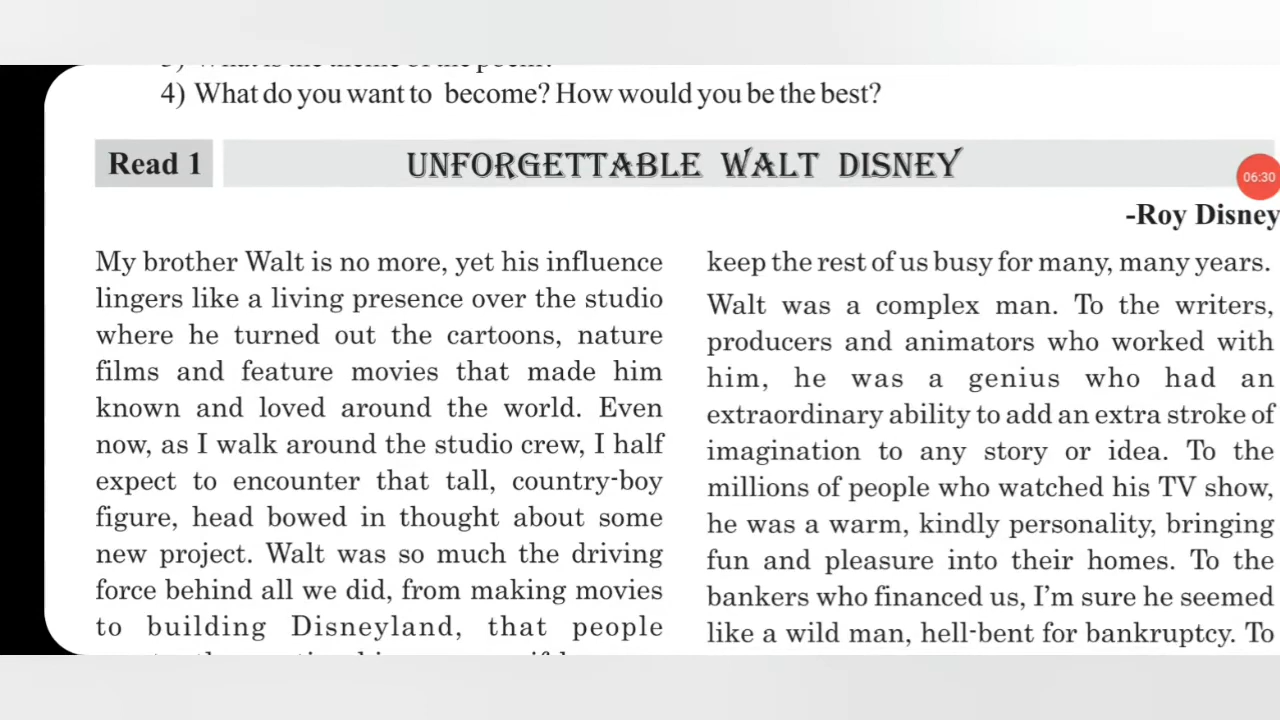 4) What do you want to become? How would you be the best?
Read 1
UNFORGETTABLE WALT DISNEY
06:30
-Roy Disney
My brother Walt is no more, yet his influence
lingers like a living presence over the studio
where he turned out the cartoons, nature
films and feature movies that made him
known and loved around the world. Even
now, as I walk around the studio crew, I half
expect to encounter that tall, country-boy
figure, head bowed in thought about some
new project. Walt was so much the driving
force behind all we did, from making movies
to building Disneyland, that people
keep the rest of us busy for many, many years.
Walt was a complex man. To the writers,
producers and animators who worked with
him, he was a genius who had an
extraordinary ability to add an extra stroke of
imagination to any story or idea. To the
millions of people who watched his TV show,
he was a warm, kindly personality, bringing
fun and pleasure into their homes. To the
bankers who financed us, I'm sure he seemed
like a wild man, hell-bent for bankruptcy. To